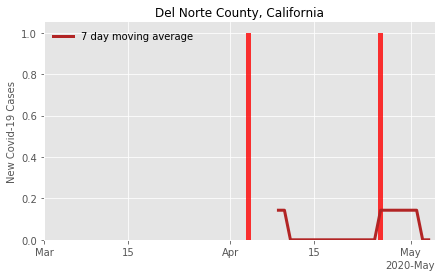 Del Norte County, California
7 day moving average
New Covid-19 Cases
1.0
0.8
0.6
0.4
0.2
0.0
Mar
15
Apr
15
May
2020-May